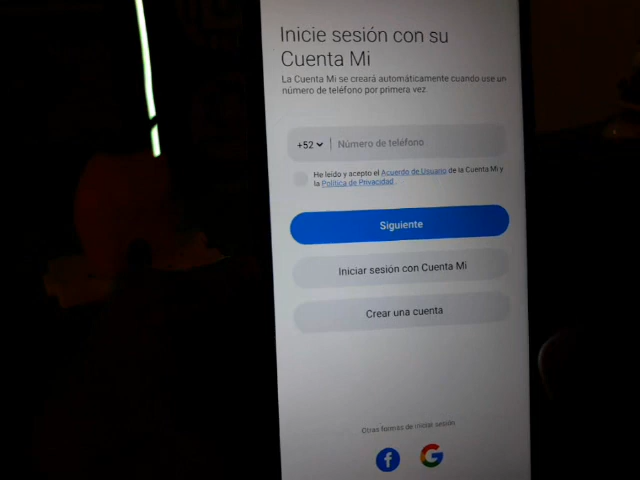 Inicie sesión con su
Cuenta Mi
La Cuenta Mi se creará automáticamente cuando use un
número de teléfono por primera vez
+52 Número de teléfono
He leído y acepto el Acuerdo de Usuario de la Cuenta Mi y
la Política de Privacidad.
Siguiente
Iniciar sesión con Cuenta Mi
Crear una cuenta
Otras formas de iniciar sesión